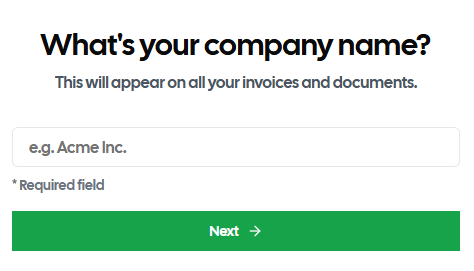 What's your company name?
This will appear on all your invoices and documents.
e.g. Acme Inc.
* Required field
Next →